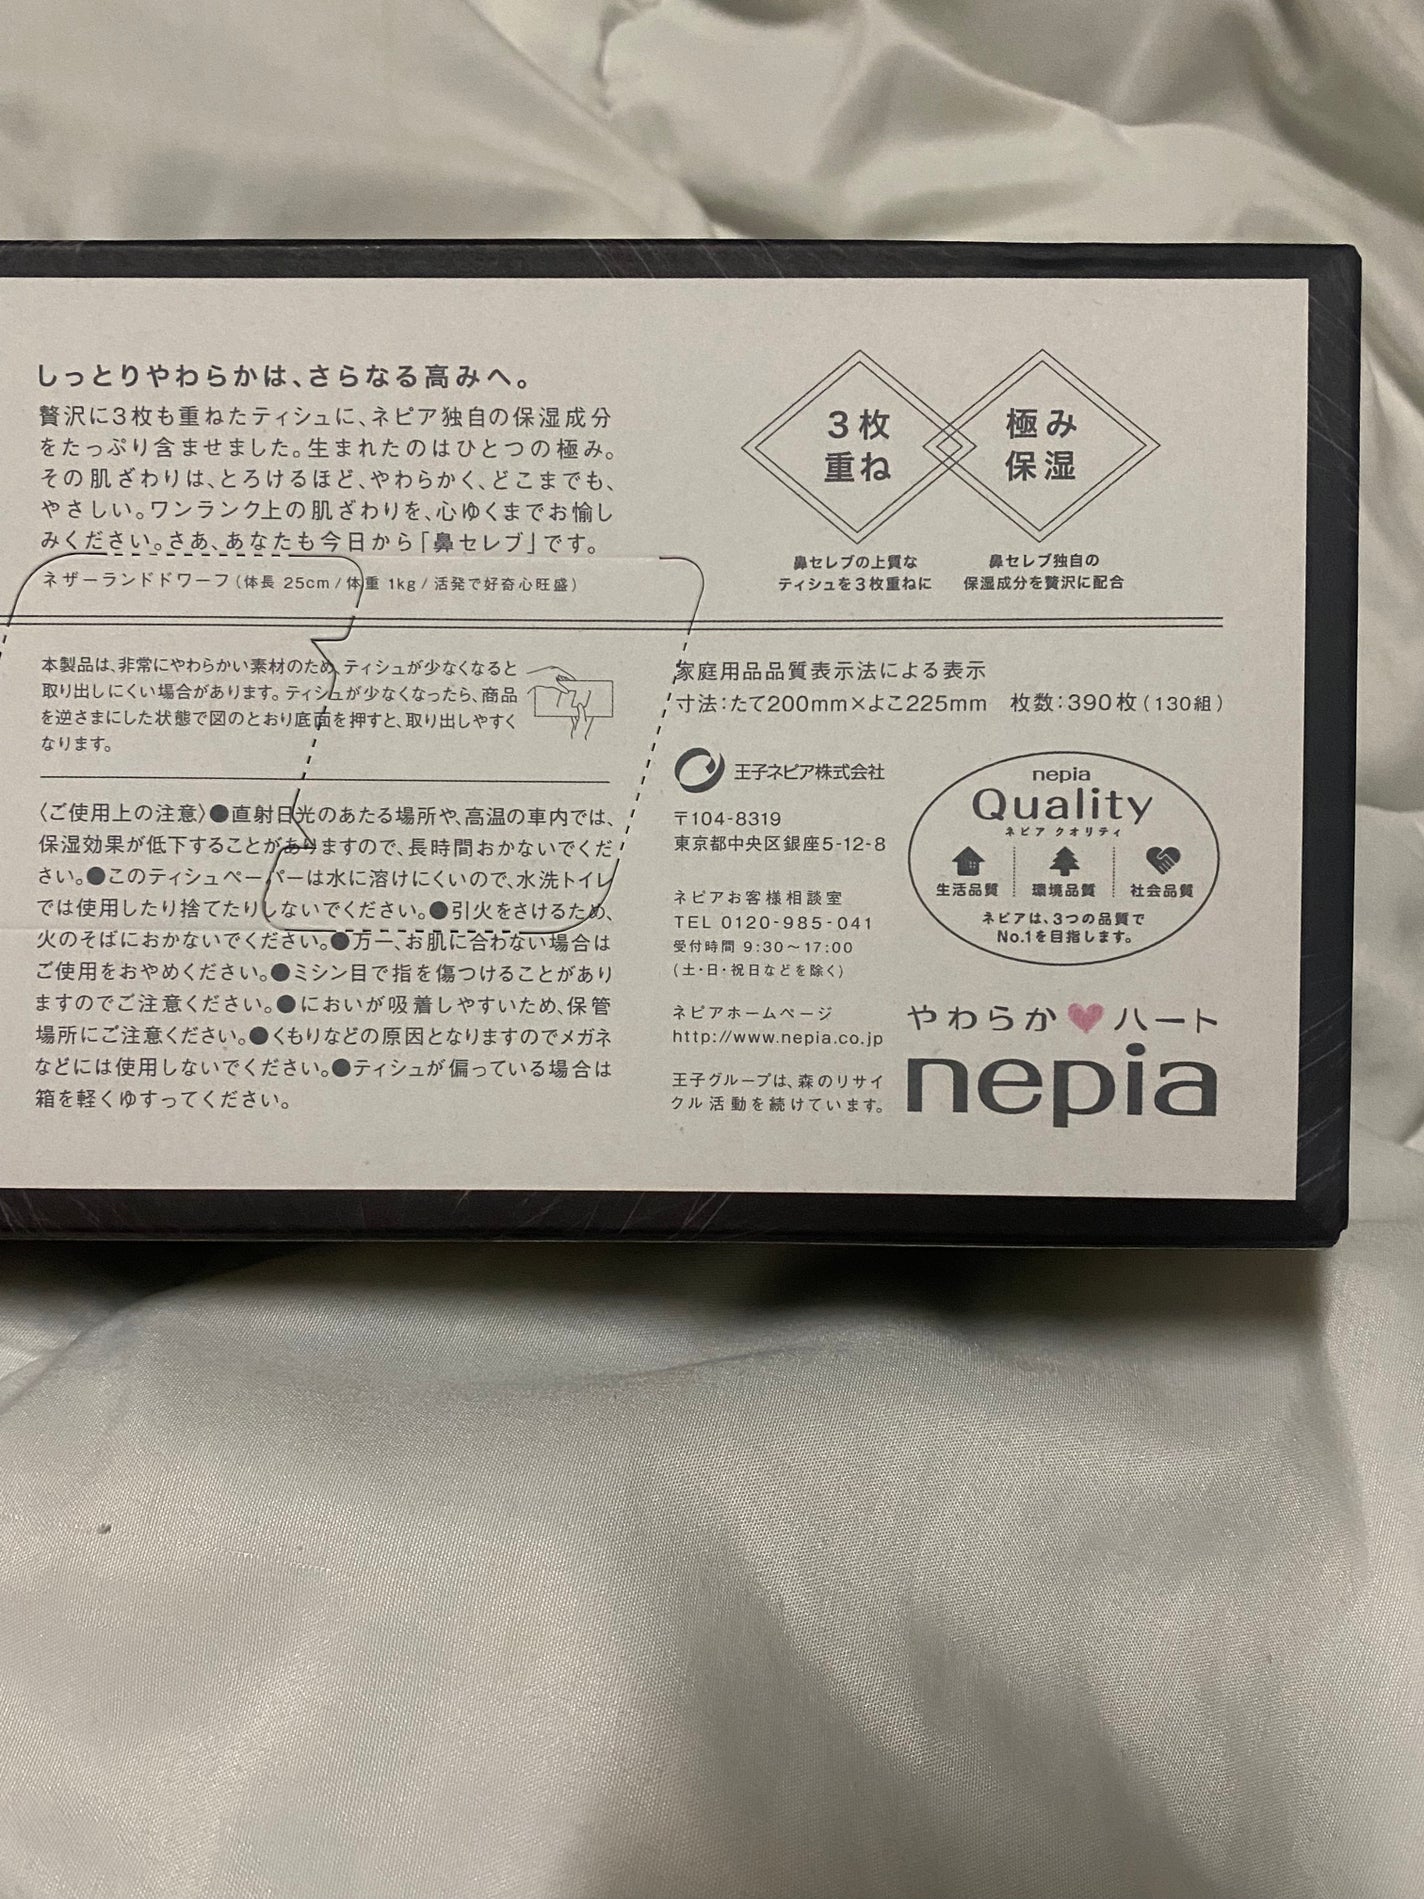 しっとりやわらかは、さらなる高みへ。
贅沢に3枚も重ねたティシュに、ネピア独自の保湿成分
をたっぷり含ませました。生まれたのはひとつの極み。
その肌ざわりは、とろけるほど、やわらかく、どこまでも、
やさしい。ワンランク上の肌ざわりを、心ゆくまでお愉し
みください。さあ、あなたも今日から「鼻セレブ」です。
ネザーランドドワーフ(体長 25cm / 体重 1kg / 活発で好奇心旺盛)
3枚
重ね
極み
保湿
鼻セレブの上質な
ティシュを3枚重ねに
鼻セレブ独自の
保湿成分を贅沢に配合
本製品は、非常にやわらかい素材のため、ティシュが少なくなると
取り出しにくい場合があります。ティシュが少なくなったら、商品
を逆さまにした状態で図のとおり底面を押すと、取り出しやすく
なります。
〈ご使用上の注意〉●直射日光のあたる場所や、高温の車内では、
保湿効果が低下することがありますので、長時間おかないでくだ
さい。●このティシュペーパーは水に溶けにくいので、水洗トイレ
では使用したり捨てたりしないでください。●引火をさけるため、
火のそばにおかないでください。●万一、お肌に合わない場合は
ご使用をおやめください。●ミシン目で指を傷つけることがあり
ますのでご注意ください。●においが吸着しやすいため、保管
場所にご注意ください。●くもりなどの原因となりますのでメガネ
などには使用しないでください。●ティシュが偏っている場合は
箱を軽くゆすってください。
家庭用品品質表示法による表示
寸法:たて200mm×よこ225mm 枚数:390枚(130組)
王子ネピア株式会社
〒104-8319
東京都中央区銀座5-12-8
ネピアお客様相談室
TEL 0120-985-041
受付時間 9:30〜17:00
(土・日・祝日などを除く)
ネピアホームページ
http://www.nepia.co.jp
王子グループは、森のリサイ
クル活動を続けています。
nepia
Quality
ネピア クオリティ
生活品質 環境品質 社会品質
ネピアは、3つの品質で
No.1を目指します。
やわらか♥ハート
nepia